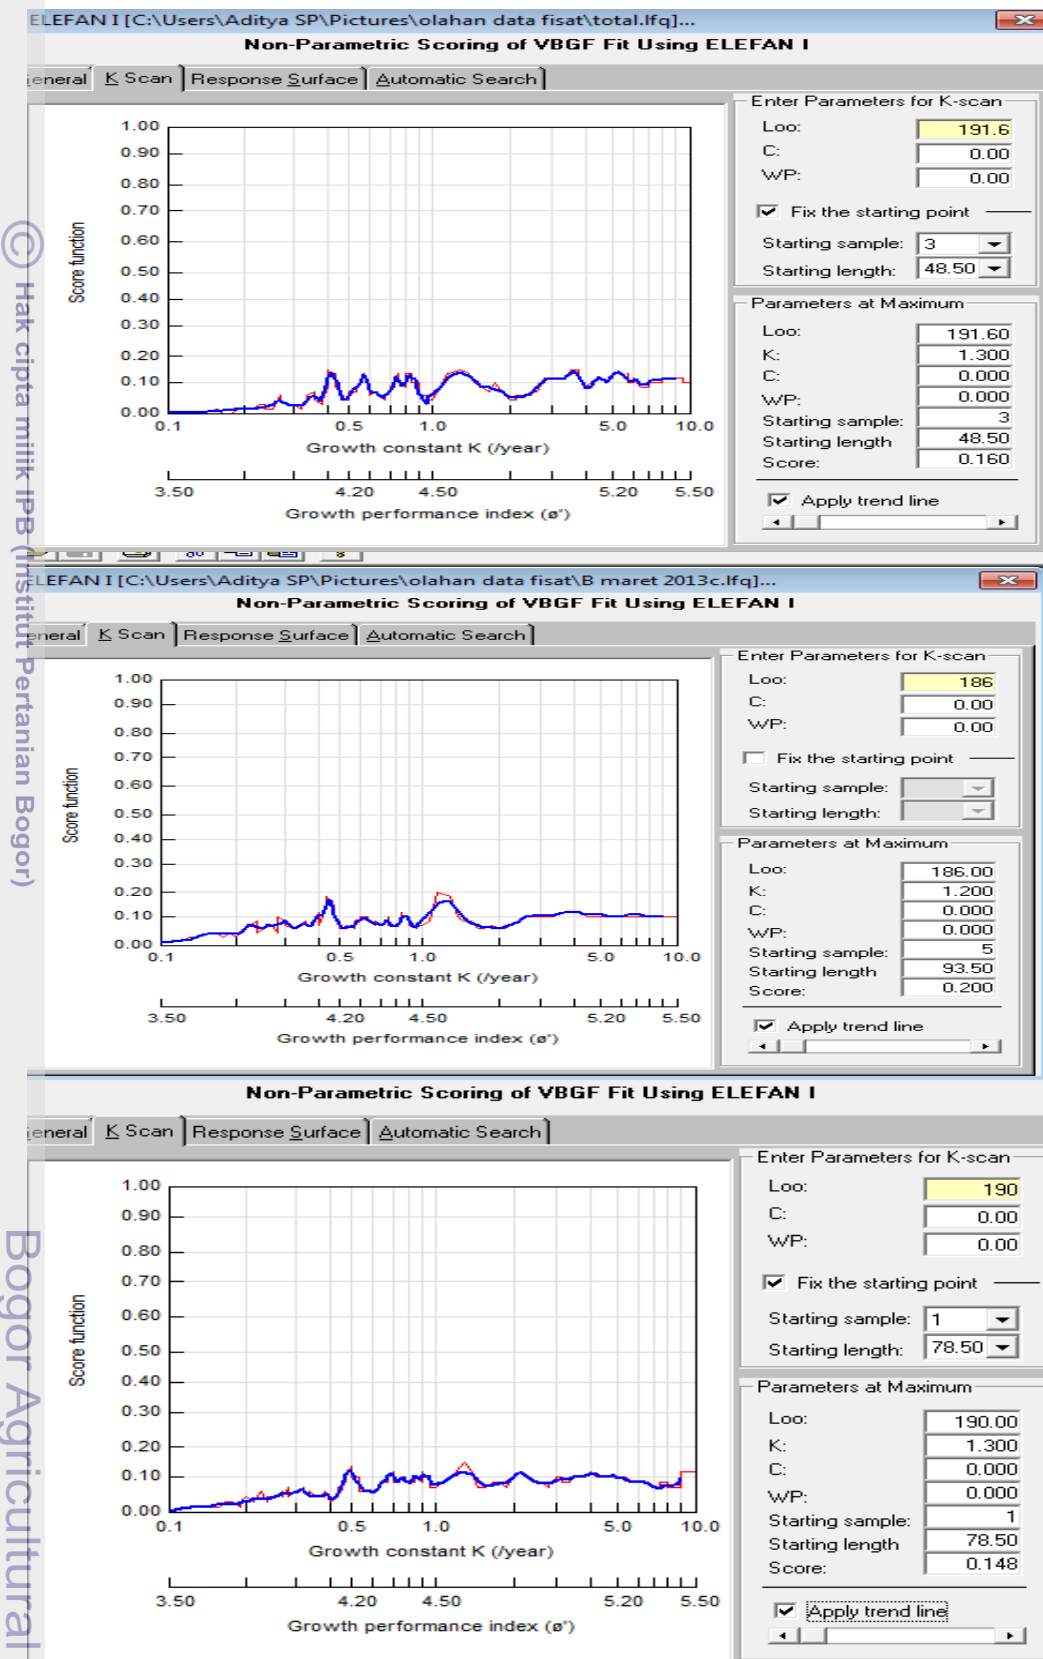 ELEFAN I [C:\Users\Aditya SP\Pictures\olahan data fisat\total.lfq]...
Non-Parametric Scoring of VBGF Fit Using ELEFAN I
eneral K Scan Response Surface Automatic Search
Enter Parameters for K-scan
Loo: 191.6
C: 0.00
WP: 0.00
Fix the starting point
Starting sample: 3
Starting length: 48.50
Parameters at Maximum
Loo: 191.60
K: 1.300
C: 0.000
WP: 0.000
Starting sample: 3
Starting length 48.50
Score: 0.160
Apply trend line
Score function
1.00
0.90
0.80
0.70
0.60
0.50
0.40
0.30
0.20
0.10
0.00
0.1 0.5 1.0 5.0 10.0
Growth constant K (/year)
3.50 4.20 4.50 5.20 5.50
Growth performance index (ø')
ELEFAN I [C:\Users\Aditya SP\Pictures\olahan data fisat\B maret 2013c.lfq]...
Non-Parametric Scoring of VBGF Fit Using ELEFAN I
eneral K Scan Response Surface Automatic Search
Enter Parameters for K-scan
Loo: 186
C: 0.00
WP: 0.00
Fix the starting point
Starting sample:
Starting length:
Parameters at Maximum
Loo: 186.00
K: 1.200
C: 0.000
WP: 0.000
Starting sample: 5
Starting length 93.50
Score: 0.200
Apply trend line
Score function
1.00
0.90
0.80
0.70
0.60
0.50
0.40
0.30
0.20
0.10
0.00
0.1 0.5 1.0 5.0 10.0
Growth constant K (/year)
3.50 4.20 4.50 5.20 5.50
Growth performance index (ø')
Non-Parametric Scoring of VBGF Fit Using ELEFAN I
eneral K Scan Response Surface Automatic Search
Enter Parameters for K-scan
Loo: 190
C: 0.00
WP: 0.00
Fix the starting point
Starting sample: 1
Starting length: 78.50
Parameters at Maximum
Loo: 190.00
K: 1.300
C: 0.000
WP: 0.000
Starting sample: 1
Starting length 78.50
Score: 0.148
Apply trend line
Score function
1.00
0.90
0.80
0.70
0.60
0.50
0.40
0.30
0.20
0.10
0.00
0.1 0.5 1.0 5.0 10.0
Growth constant K (/year)
3.50 4.20 4.50 5.20 5.50
Growth performance index (ø')
© Hak cipta milik IPB (Institut Pertanian Bogor)
Bogor Agricultural